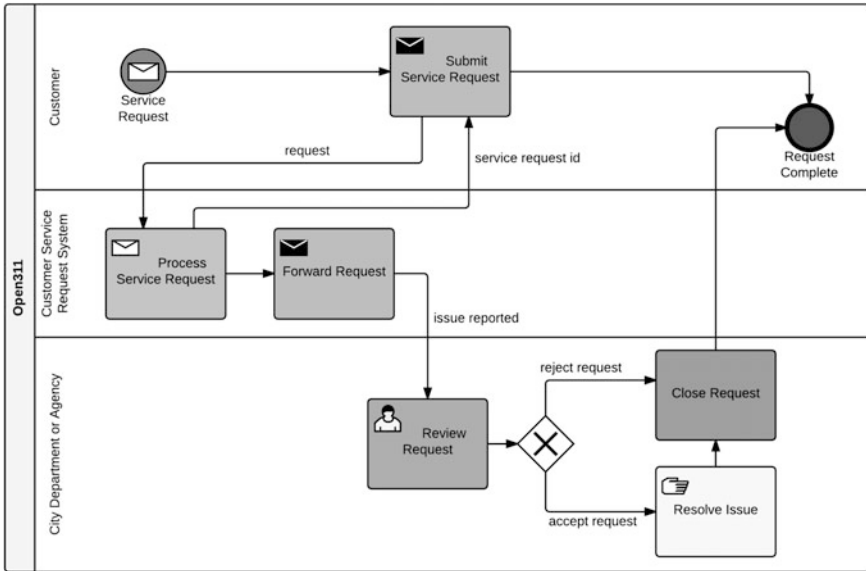 Open311
Customer
Service
Request
Submit
Service Request
request
service request id
Request
Complete
Customer Service
Request System
Process
Service Request
Forward Request
issue reported
City Department or Agency
Review
Request
reject request
accept request
Close Request
Resolve Issue